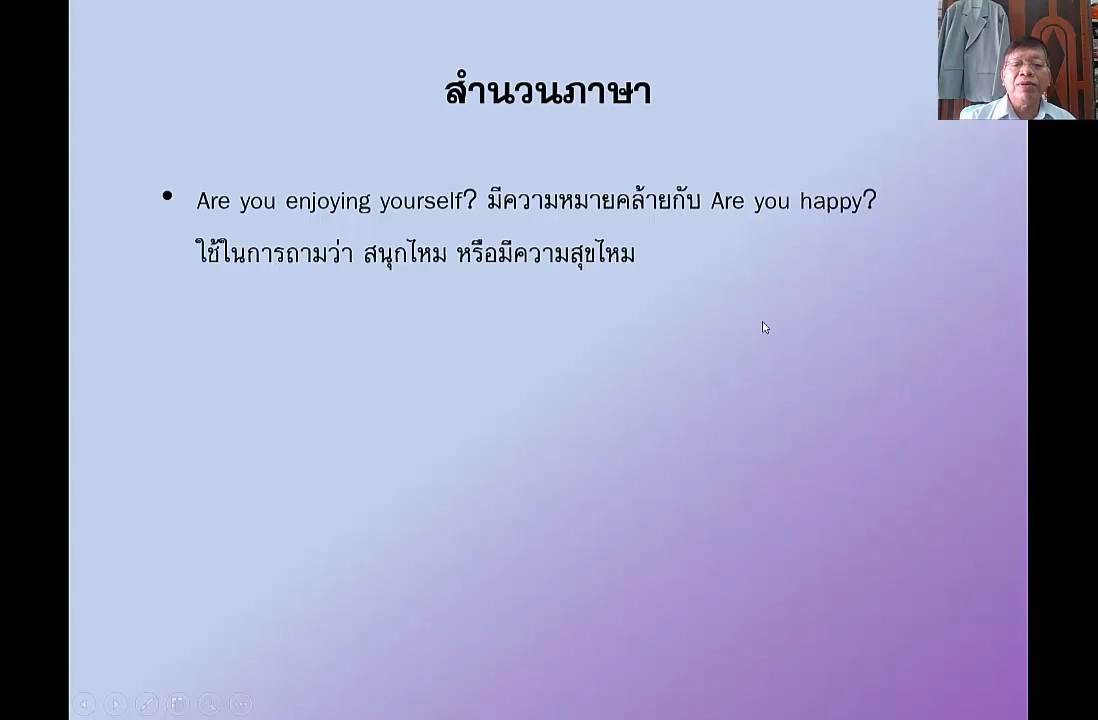 สำนวนภาษา
• Are you enjoying yourself? มีความหมายคล้ายกับ Are you happy?
ใช้ในการถามว่า สนุกไหม หรือมีความสุขไหม